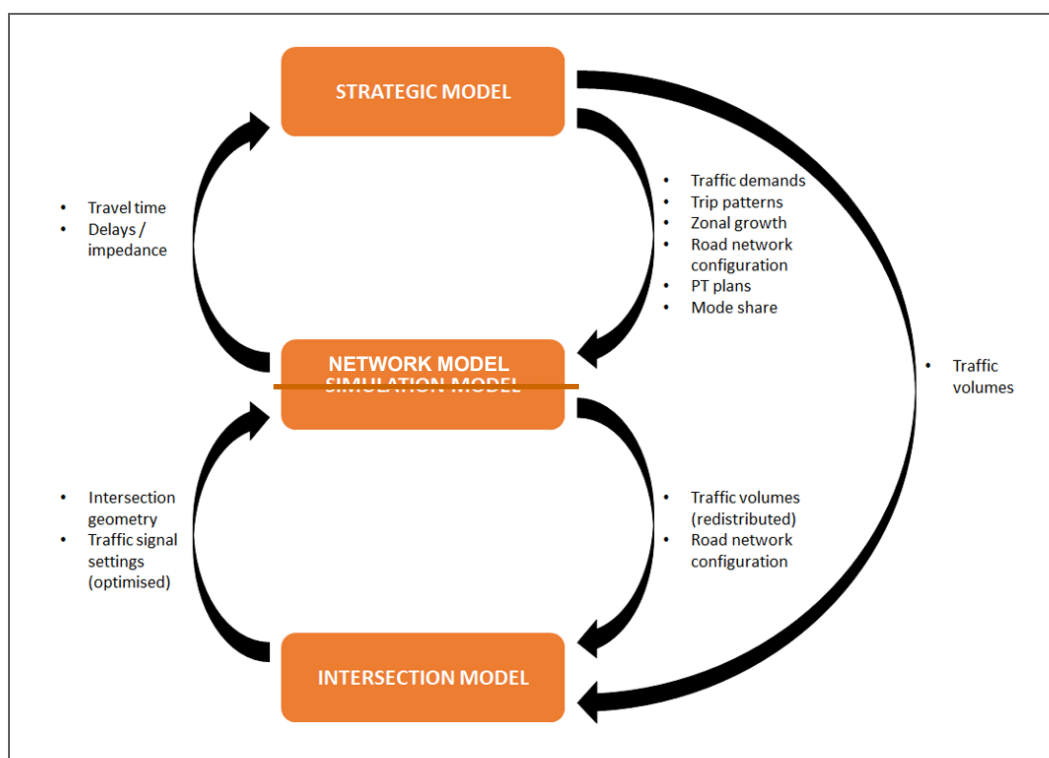 STRATEGIC MODEL
• Travel time
• Delays /
impedance
• Traffic demands
• Trip patterns
• Zonal growth
• Road network
configuration
• PT plans
• Mode share
NETWORK MODEL
SIMULATION MODEL
• Traffic
volumes
• Intersection
geometry
• Traffic signal
settings
(optimised)
• Traffic volumes
(redistributed)
• Road network
configuration
INTERSECTION MODEL